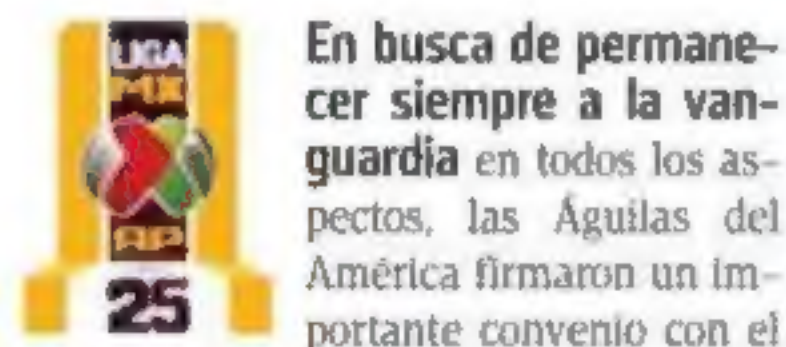 LIGA
MX
AP
25
En busca de permane-
cer siempre a la van-
guardia en todos los as-
pectos, las Águilas del
América firmaron un im-
portante convenio con el